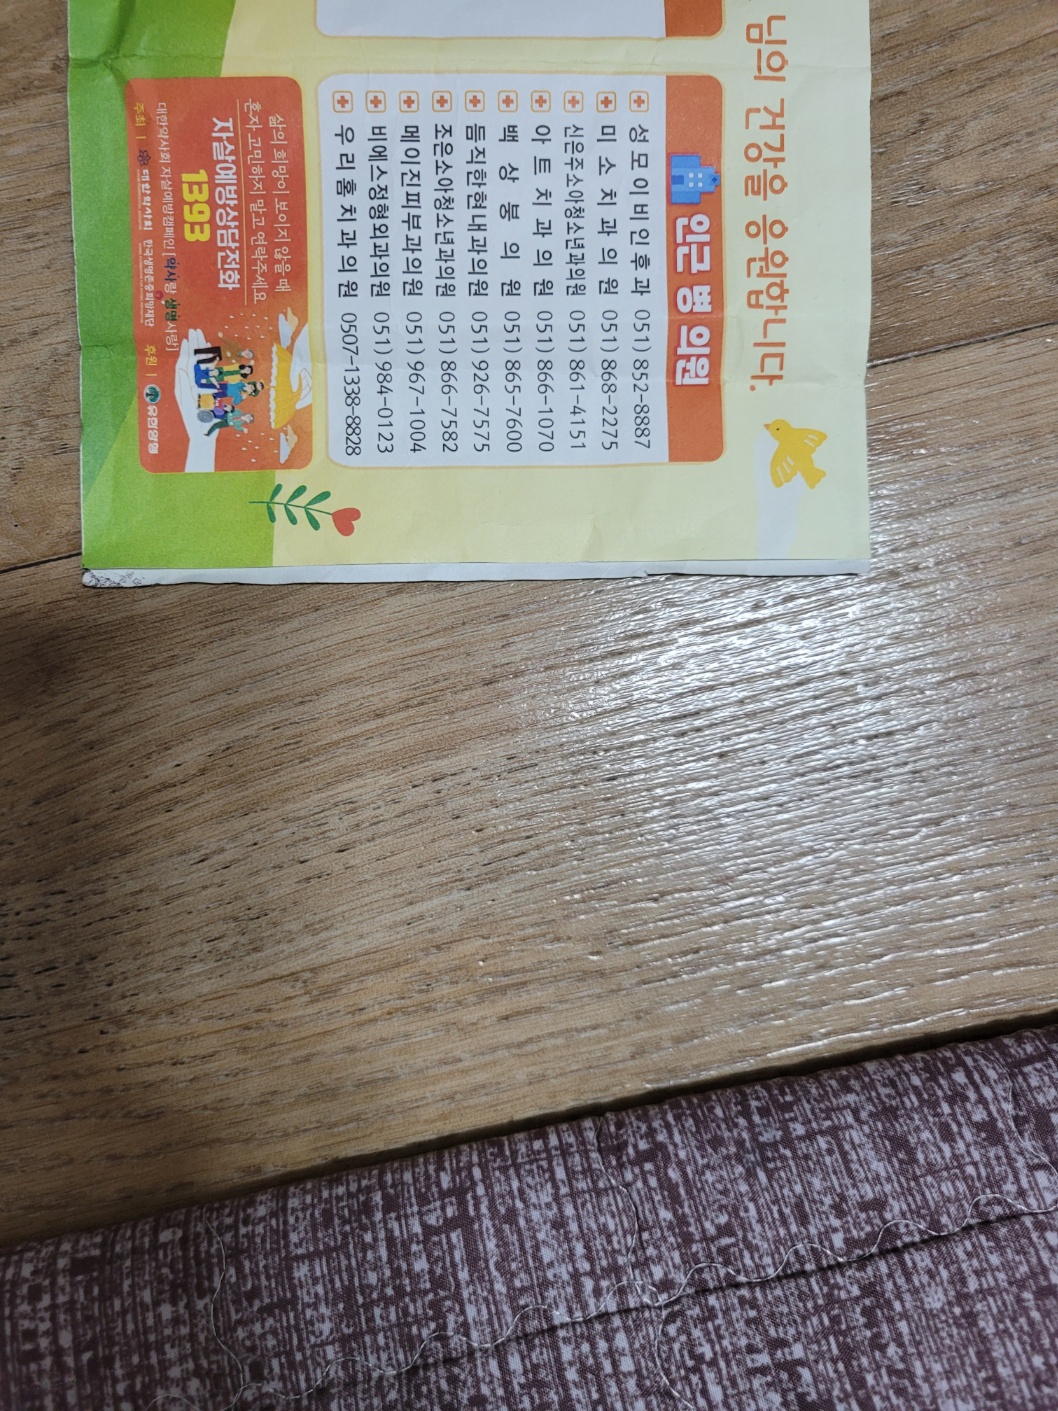 님의 건강을 응원합니다.
인근 병 의원
성모이비인후과 051) 852-8887
미소치과의원 051) 868-2275
신은주소아청소년과의원 051) 861-4151
아트치과의원 051) 866-1070
백상봉의원 051) 865-7600
듬직한현내과의원 051) 926-7575
조은소아청소년과의원 051) 866-7582
메이진피부과의원 051) 967-1004
비에스정형외과의원 051) 984-0123
우리홈치과의원 0507-1338-8828
삶의 희망이 보이지 않을 때
혼자 고민하지 말고 연락주세요
자살예방상담전화
1393
대한약사회 자살예방캠페인 [약사랑 생명사랑]
주최 | 대한약사회 한국생명존중희망재단 후원 | 유한양행